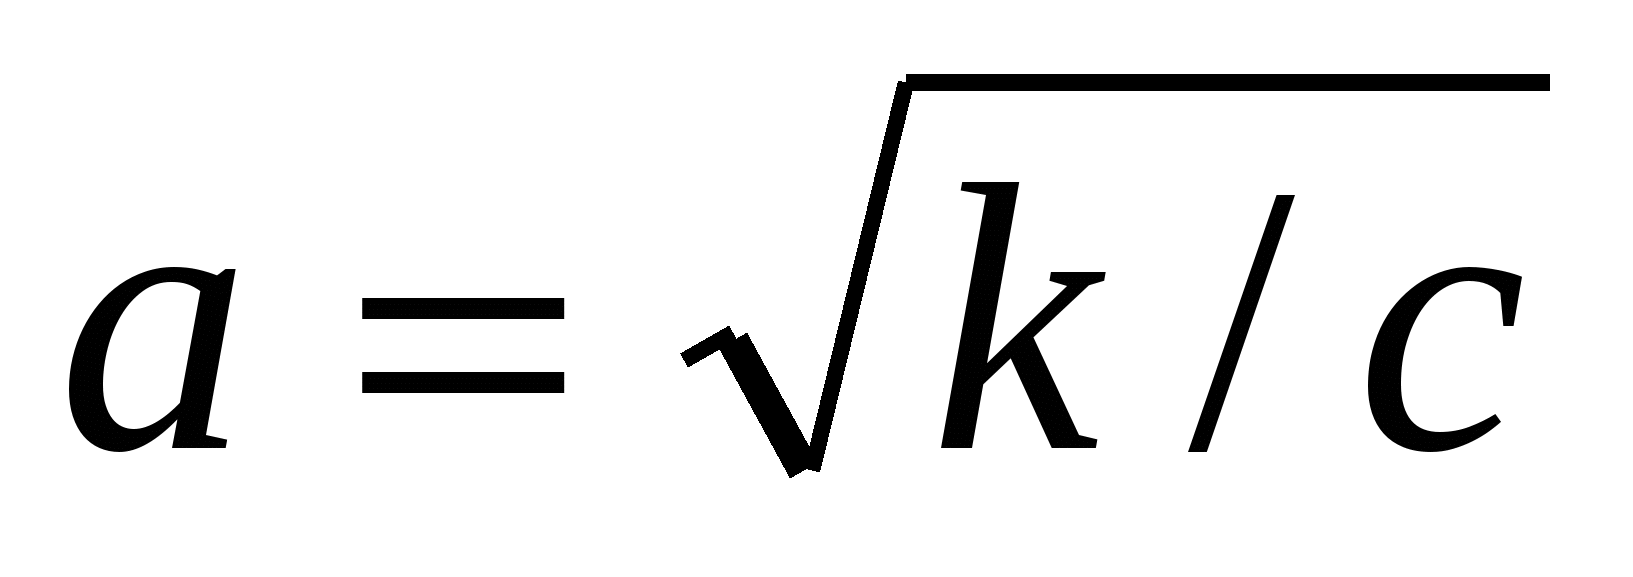 a = √k/c